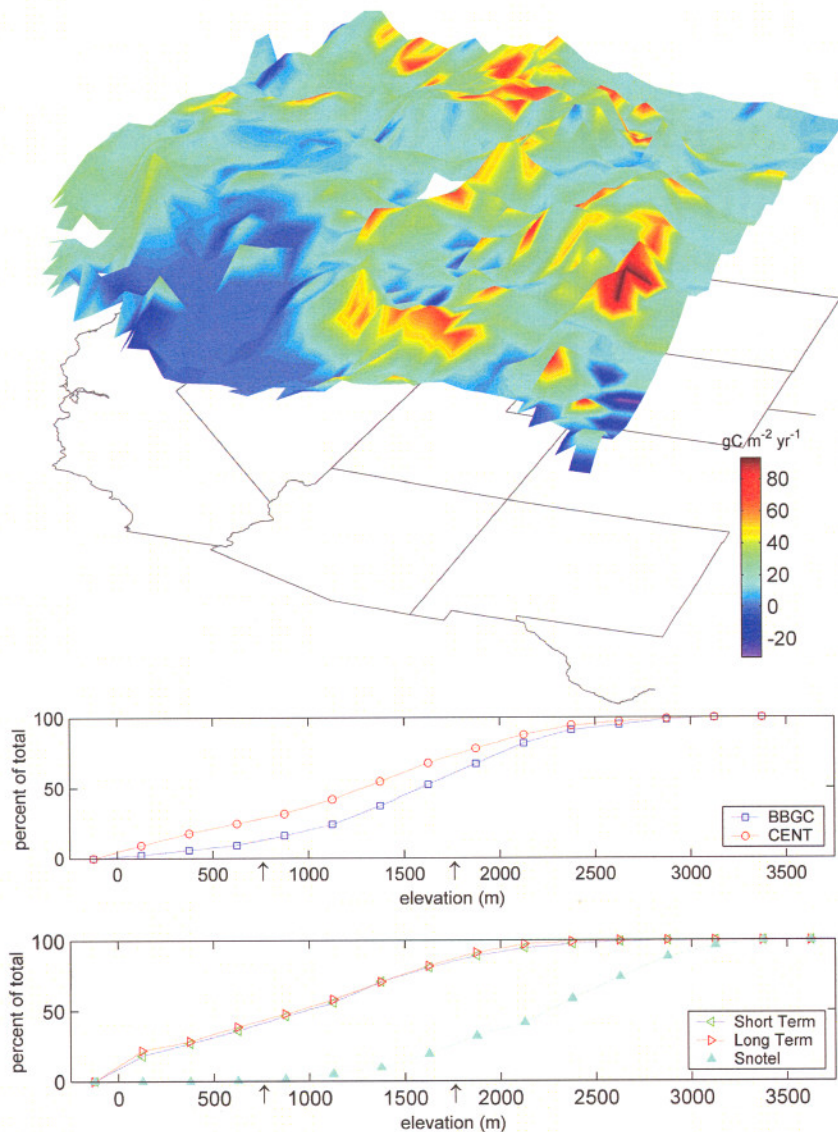 gC m⁻² yr⁻¹
80
60
40
20
0
-20
percent of total
100
50
0
BBGC
CENT
0 500 ↑ 1000 1500 ↑ 2000 2500 3000 3500
elevation (m)
percent of total
100
50
0
Short Term
Long Term
Snotel
0 500 ↑ 1000 1500 ↑ 2000 2500 3000 3500
elevation (m)